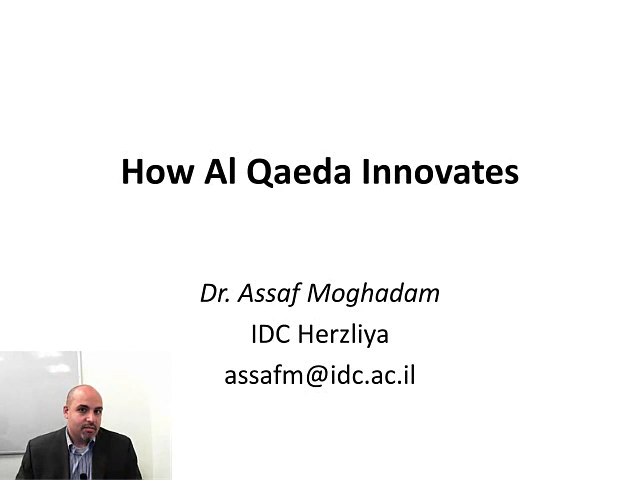 How Al Qaeda Innovates
Dr. Assaf Moghadam
IDC Herzliya
assafm@idc.ac.il